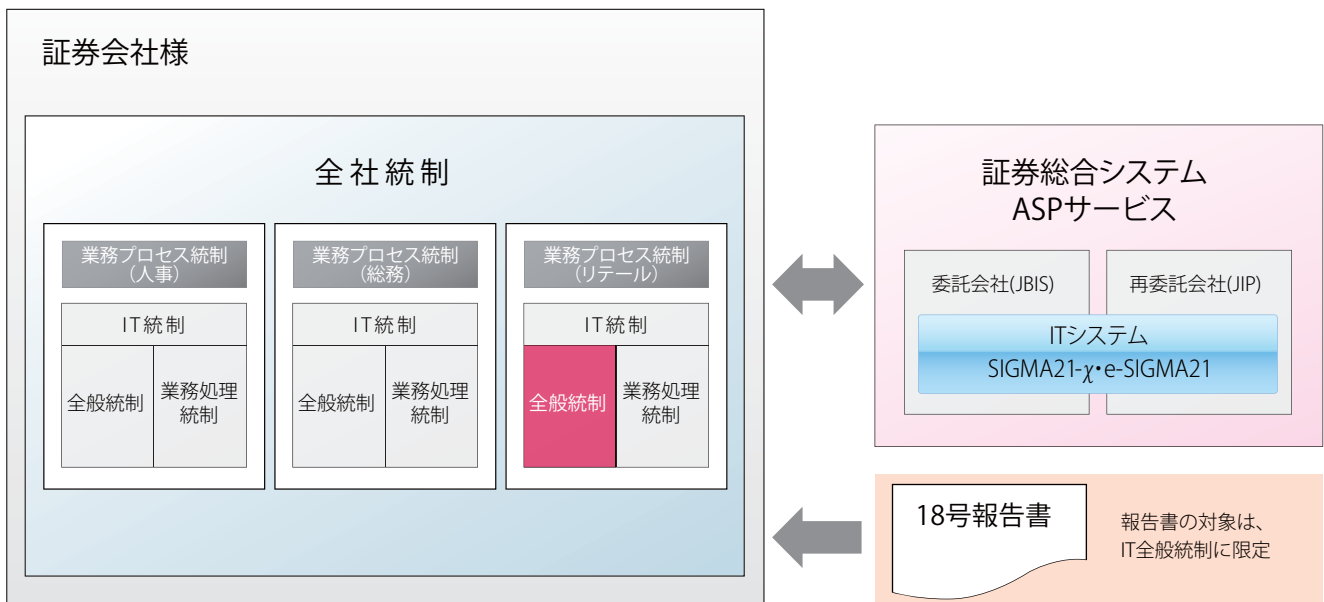 証券会社様
全社統制
業務プロセス統制
(人事)
IT統制
全般統制
業務処理
統制
業務プロセス統制
(総務)
IT統制
全般統制
業務処理
統制
業務プロセス統制
(リテール)
IT統制
全般統制
業務処理
統制
証券総合システム
ASPサービス
委託会社(JBIS)
再委託会社(JIP)
ITシステム
SIGMA21-χ・e-SIGMA21
18号報告書
報告書の対象は、
IT全般統制に限定